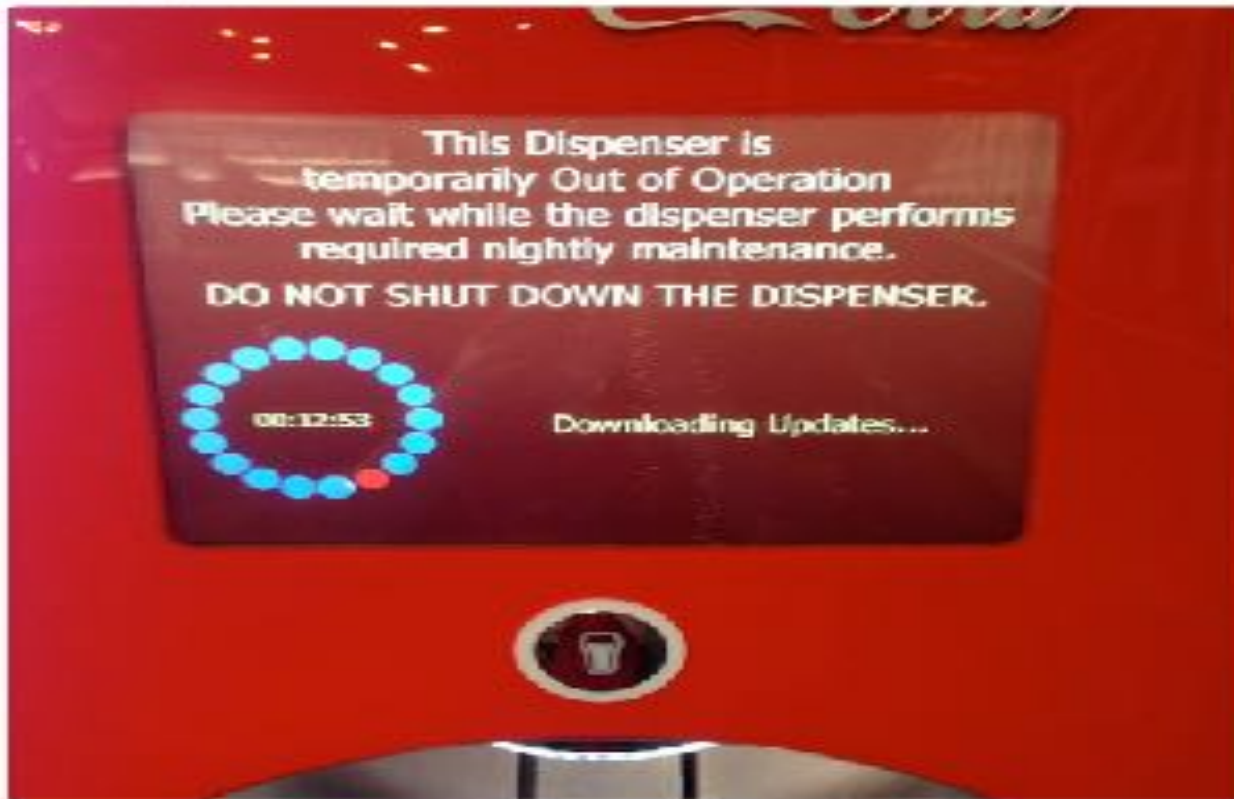 Cola
This Dispenser is
temporarily Out of Operation
Please wait while the dispenser performs
required nightly maintenance.
DO NOT SHUT DOWN THE DISPENSER.
00:12:53
Downloading Updates...